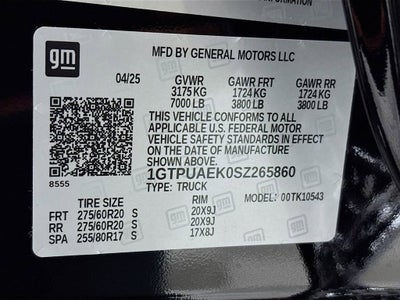 gm
MFD BY GENERAL MOTORS LLC
04/25 GVWR GAWR FRT GAWR RR
3175 KG 1724 KG 1724 KG
7000 LB 3800 LB 3800 LB
THIS VEHICLE CONFORMS TO ALL
APPLICABLE U.S. FEDERAL MOTOR
VEHICLE SAFETY STANDARDS IN EFFECT
ON THE DATE OF MANUFACTURE
SHOWN ABOVE.
8555
1GTPUAEK0SZ265860
TYPE: TRUCK MODEL: 00TK10543
TIRE SIZE RIM
FRT 275/60R20 S 20X9J
RR 275/60R20 S 20X9J
SPA 255/80R17 S 17X8J